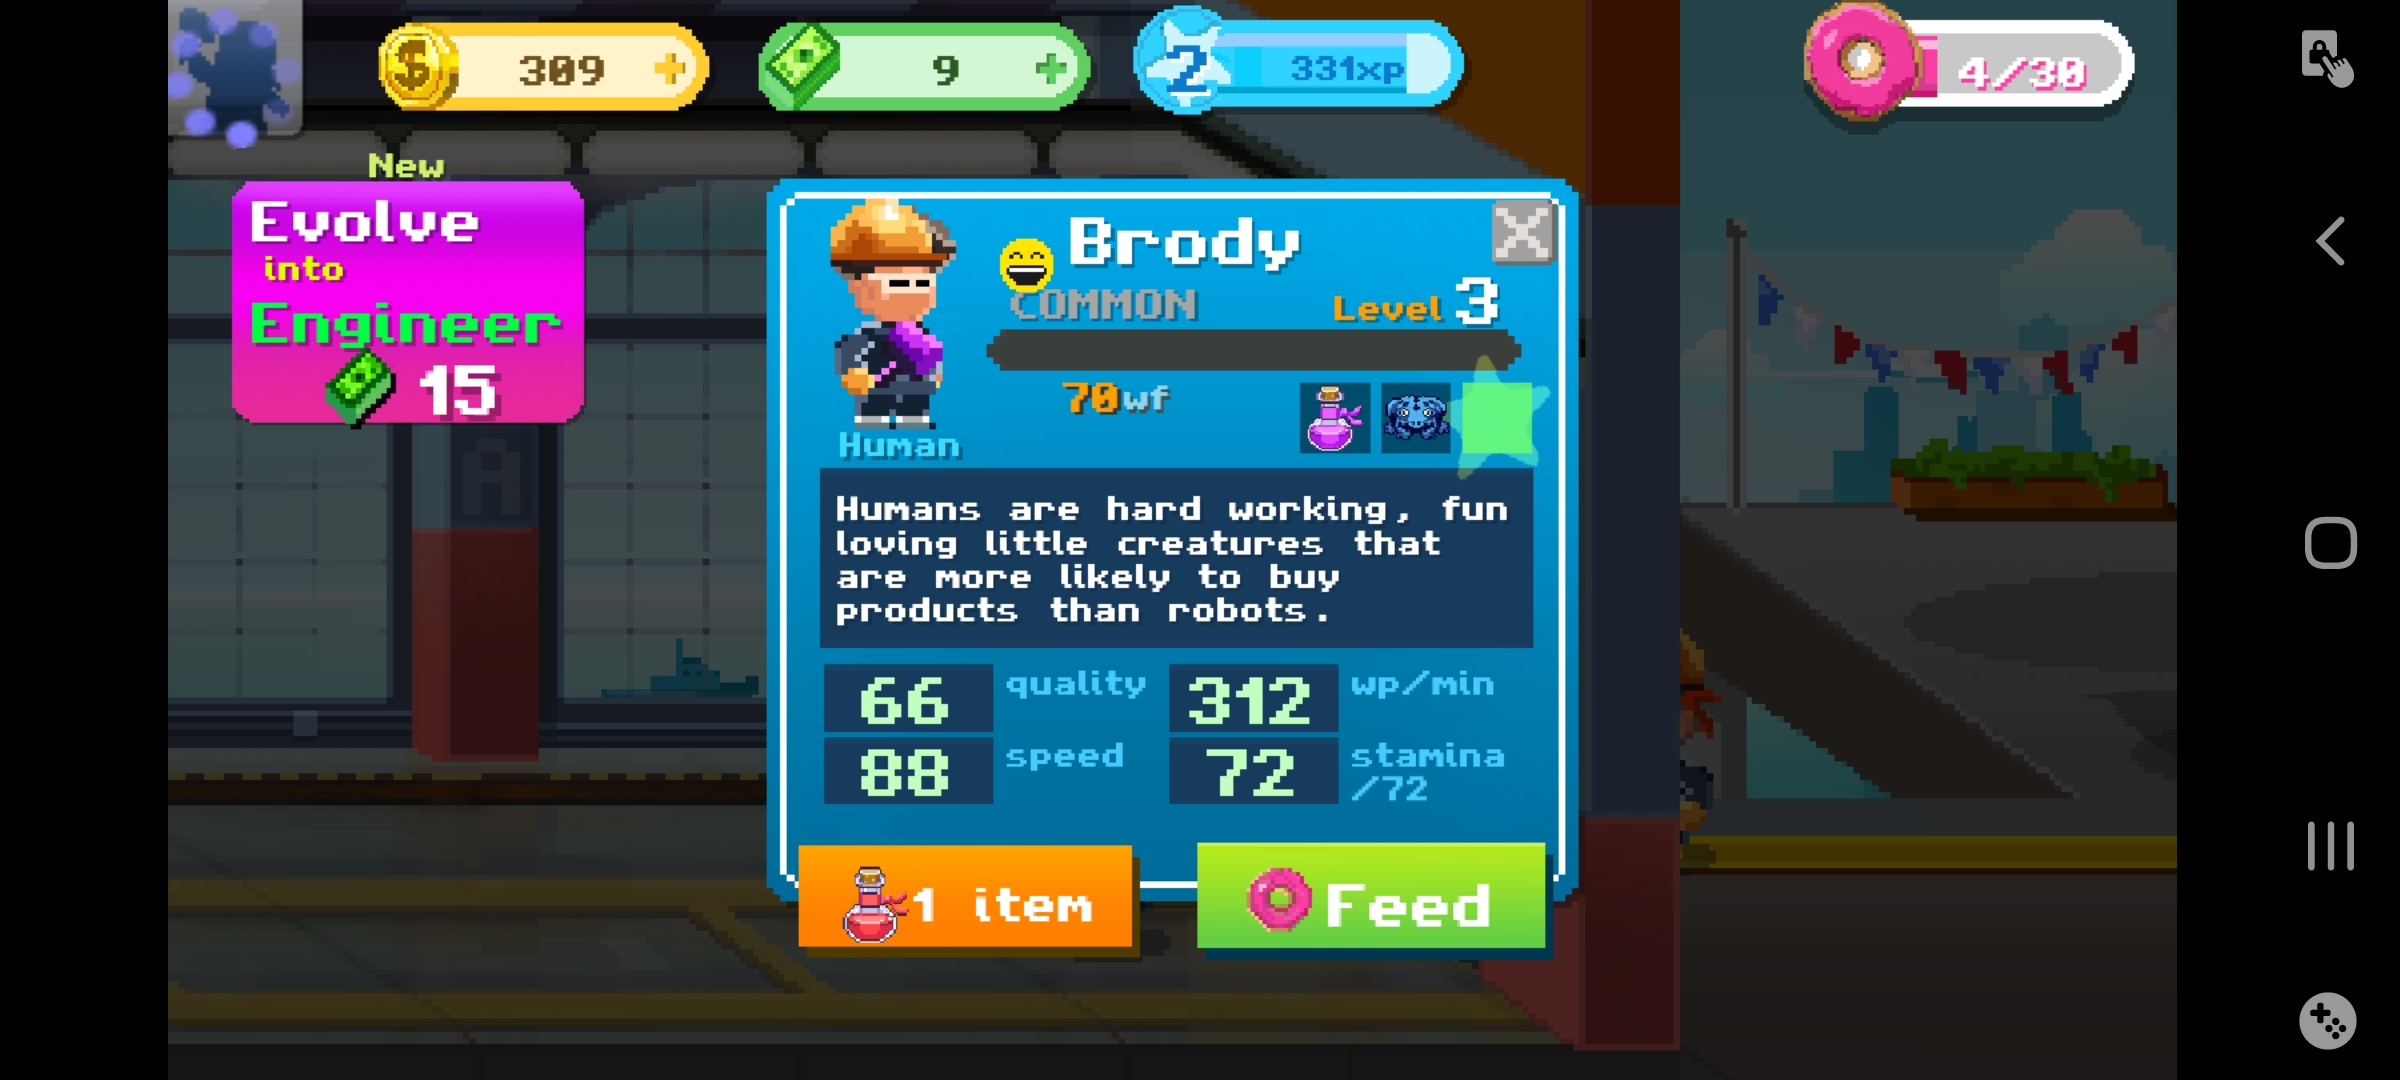 309
9
2
331xp
4/30
New
Evolve
into
Engineer
15
Brody
COMMON
Level 3
70wf
Human
Humans are hard working, fun
loving little creatures that
are more likely to buy
products than robots.
66 quality
312 wp/min
88 speed
72 stamina
/72
1 item
Feed
A